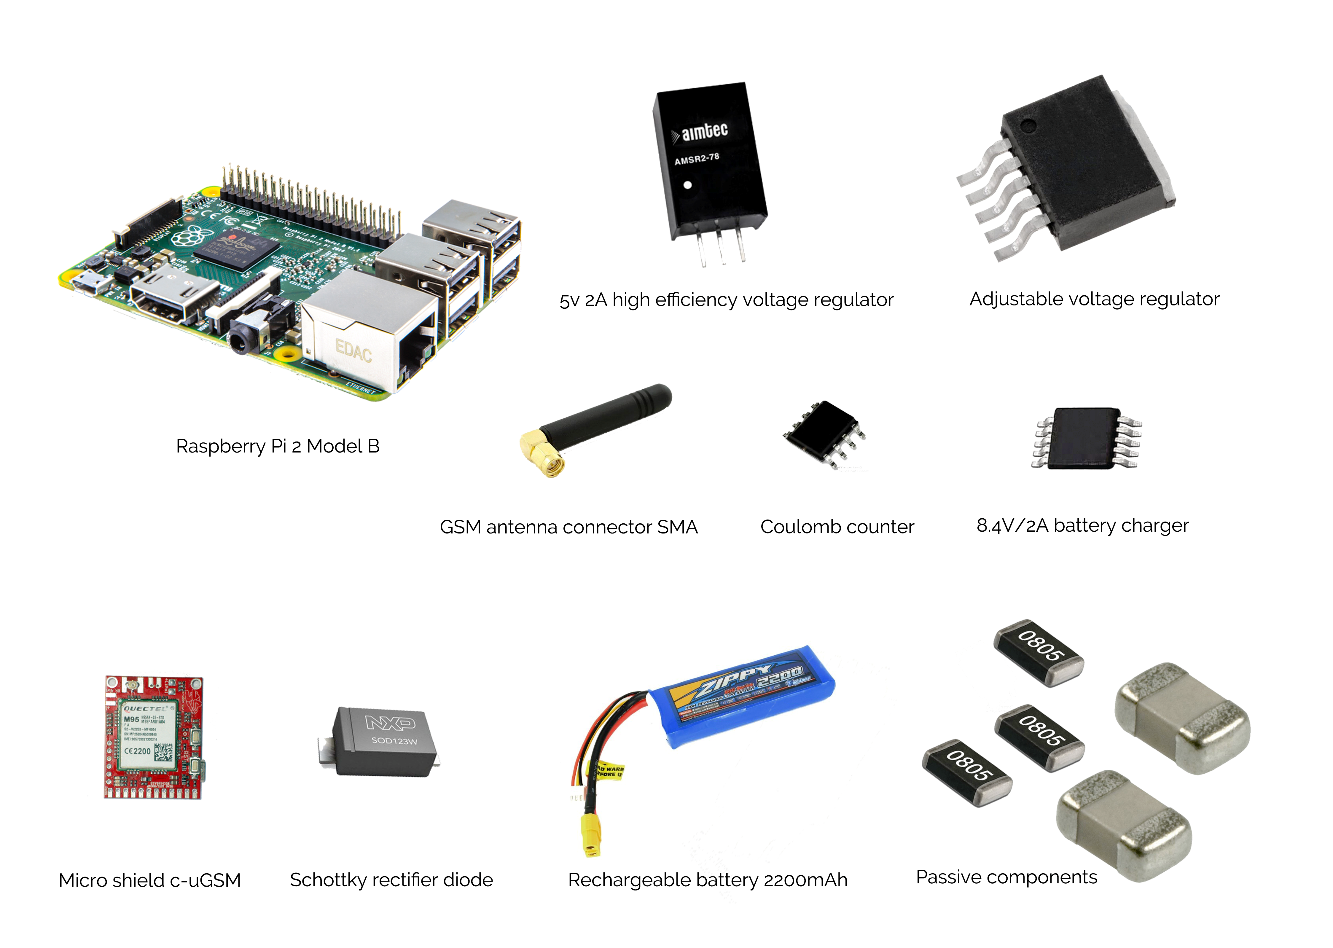 aimtec
AMSR2-78
5v 2A high efficiency voltage regulator
Adjustable voltage regulator
EDAC
ETHERNET
Raspberry Pi 2 Model B
GSM antenna connector SMA
Coulomb counter
8.4V/2A battery charger
QUECTEL
M95
CE2200
Micro shield c-uGSM
NXP
SOD123W
Schottky rectifier diode
ZIPPY
2200
Rechargeable battery 2200mAh
0805
0805
0805
Passive components